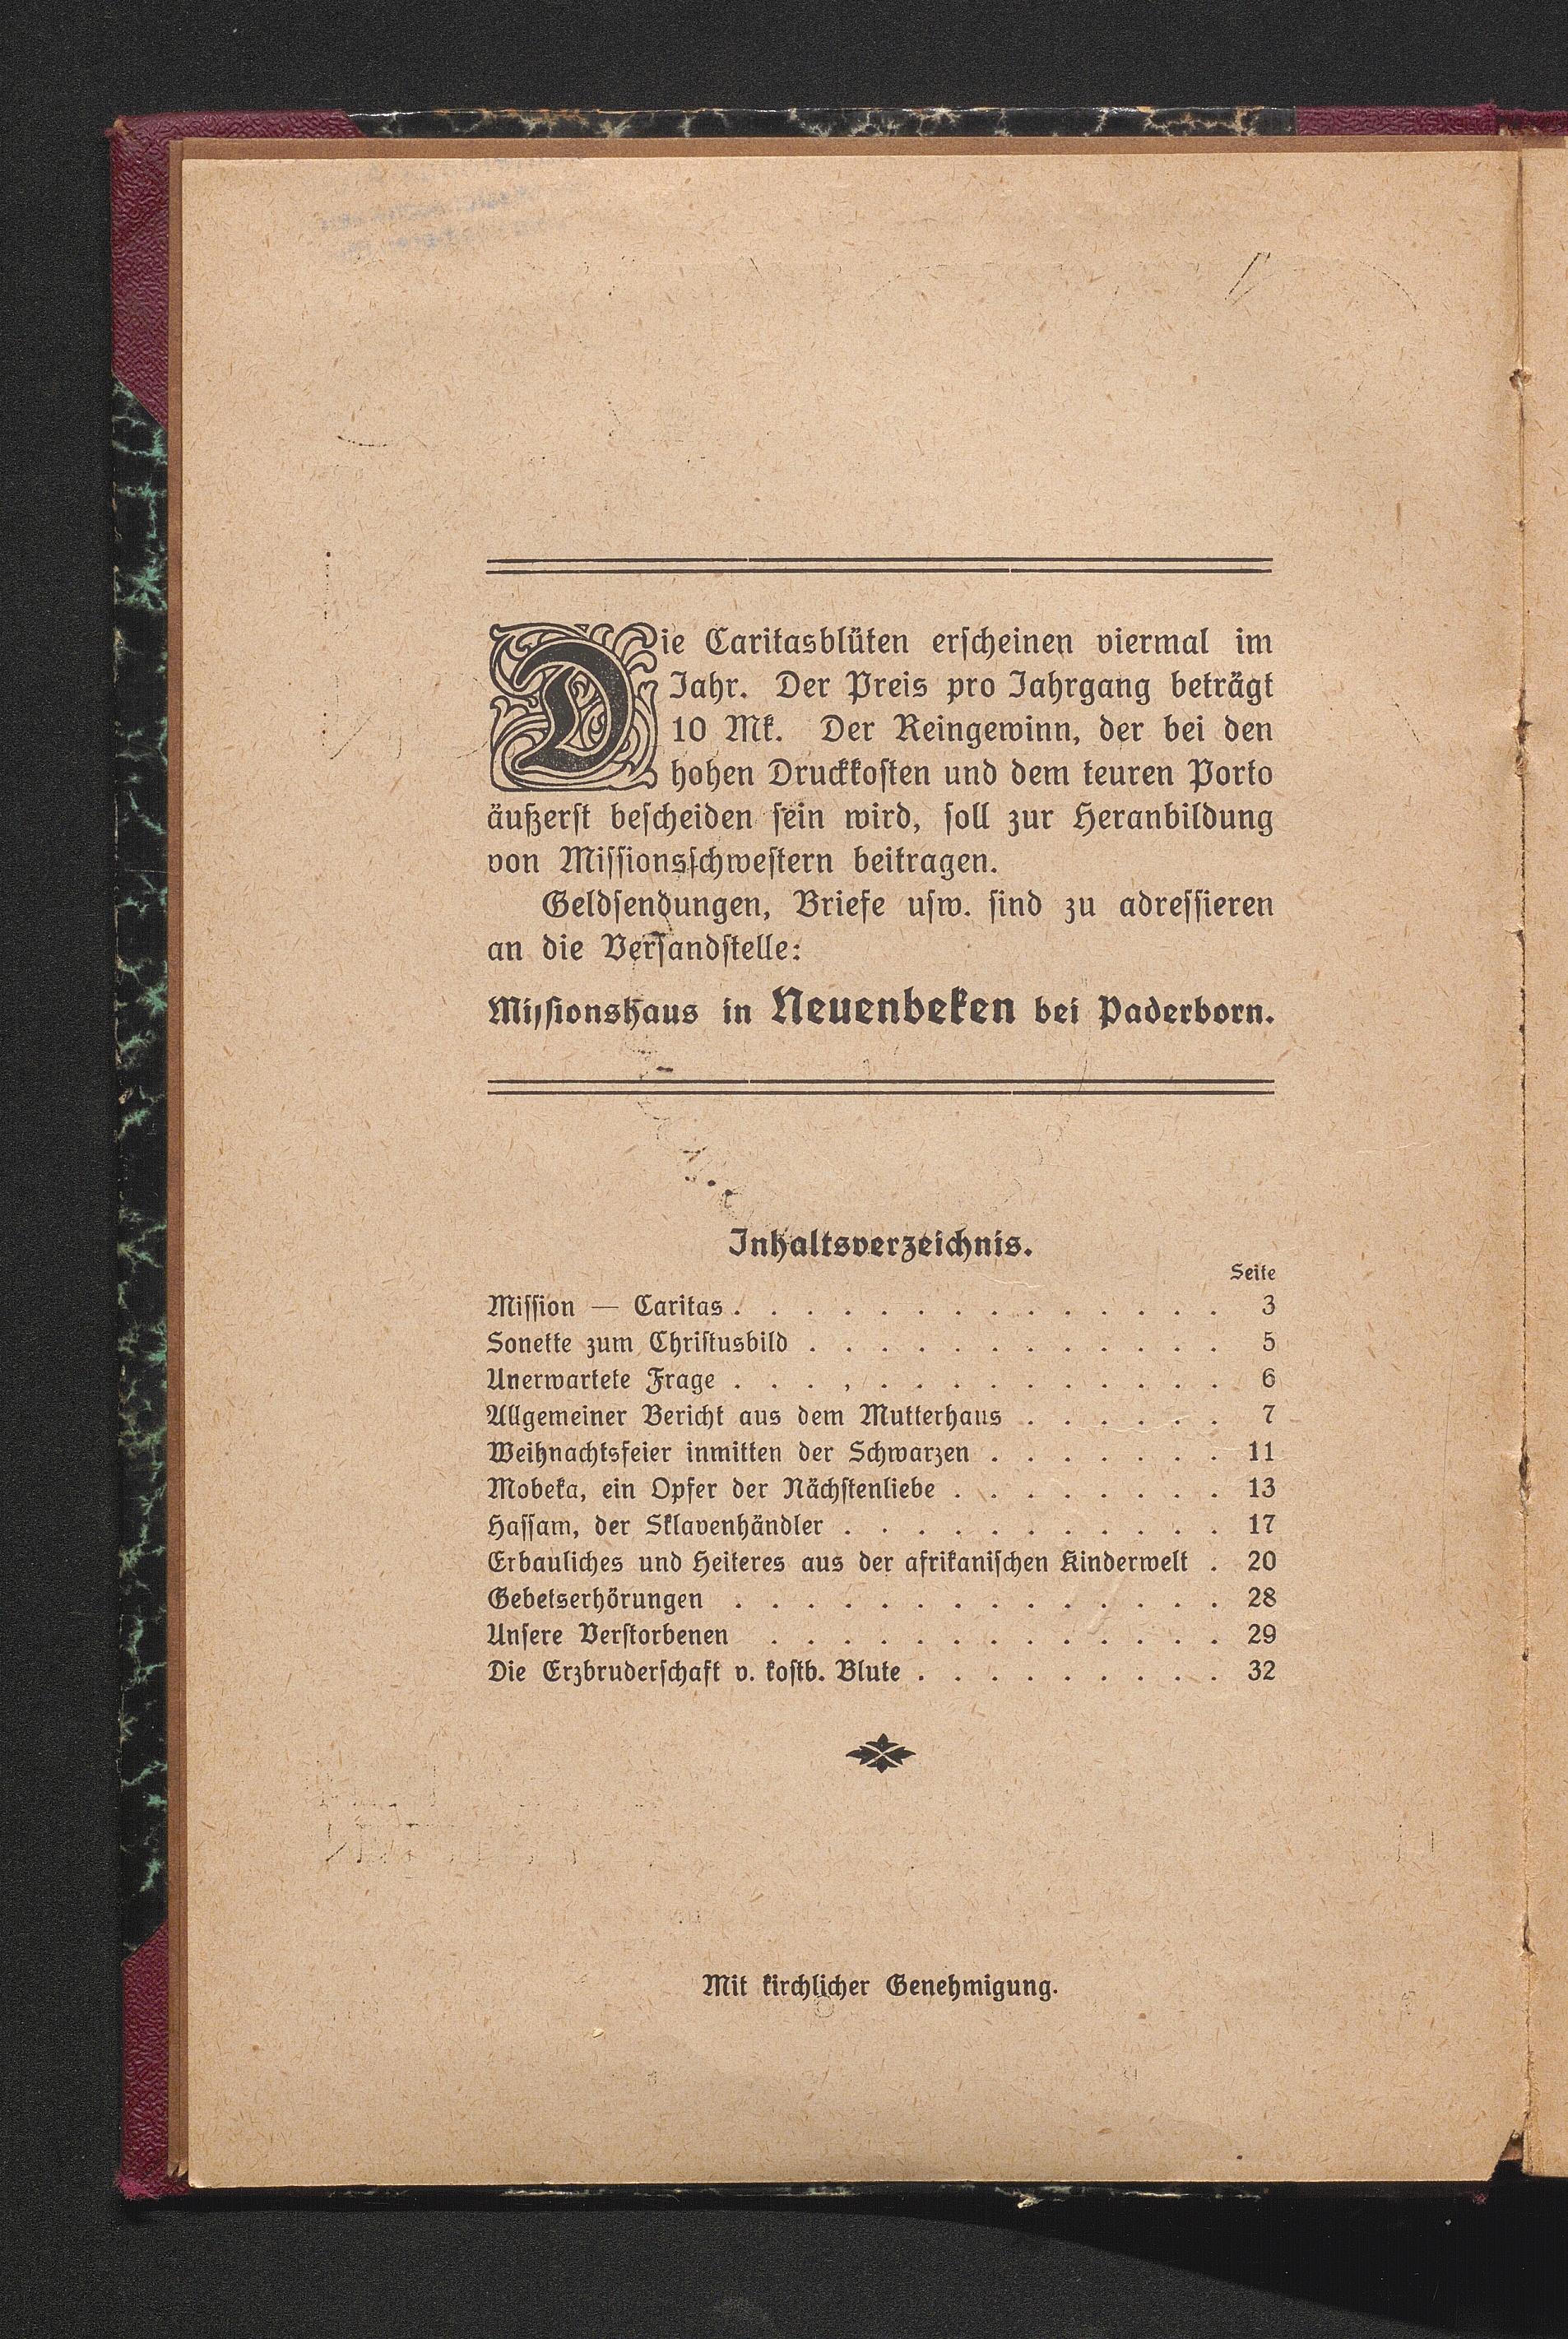 Die Caritasblüten erscheinen viermal im
Jahr. Der Preis pro Jahrgang beträgt
10 Mk. Der Reingewinn, der bei den
hohen Druckkosten und dem teuren Porto
äußerst bescheiden sein wird, soll zur Heranbildung
von Missionsschwestern beitragen.
Geldsendungen, Briefe usw. sind zu adressieren
an die Versandstelle:
Missionshaus in Neuenbeken bei Paderborn.
Inhaltsverzeichnis.
Seite
Mission — Caritas . . . . . . . . . . . . . . 3
Sonette zum Christusbild . . . . . . . . . . . . 5
Unerwartete Frage . . . . . . . . . . . . . . 6
Allgemeiner Bericht aus dem Mutterhaus . . . . . . 7
Weihnachtsfeier inmitten der Schwarzen . . . . . . . 11
Mobeka, ein Opfer der Nächstenliebe . . . . . . . . 13
Hassam, der Sklavenhändler . . . . . . . . . . . 17
Erbauliches und Heiteres aus der afrikanischen Kinderwelt . 20
Gebetserhörungen . . . . . . . . . . . . . . 28
Unsere Verstorbenen . . . . . . . . . . . . . 29
Die Erzbruderschaft v. kostb. Blute . . . . . . . . . 32
Mit kirchlicher Genehmigung.